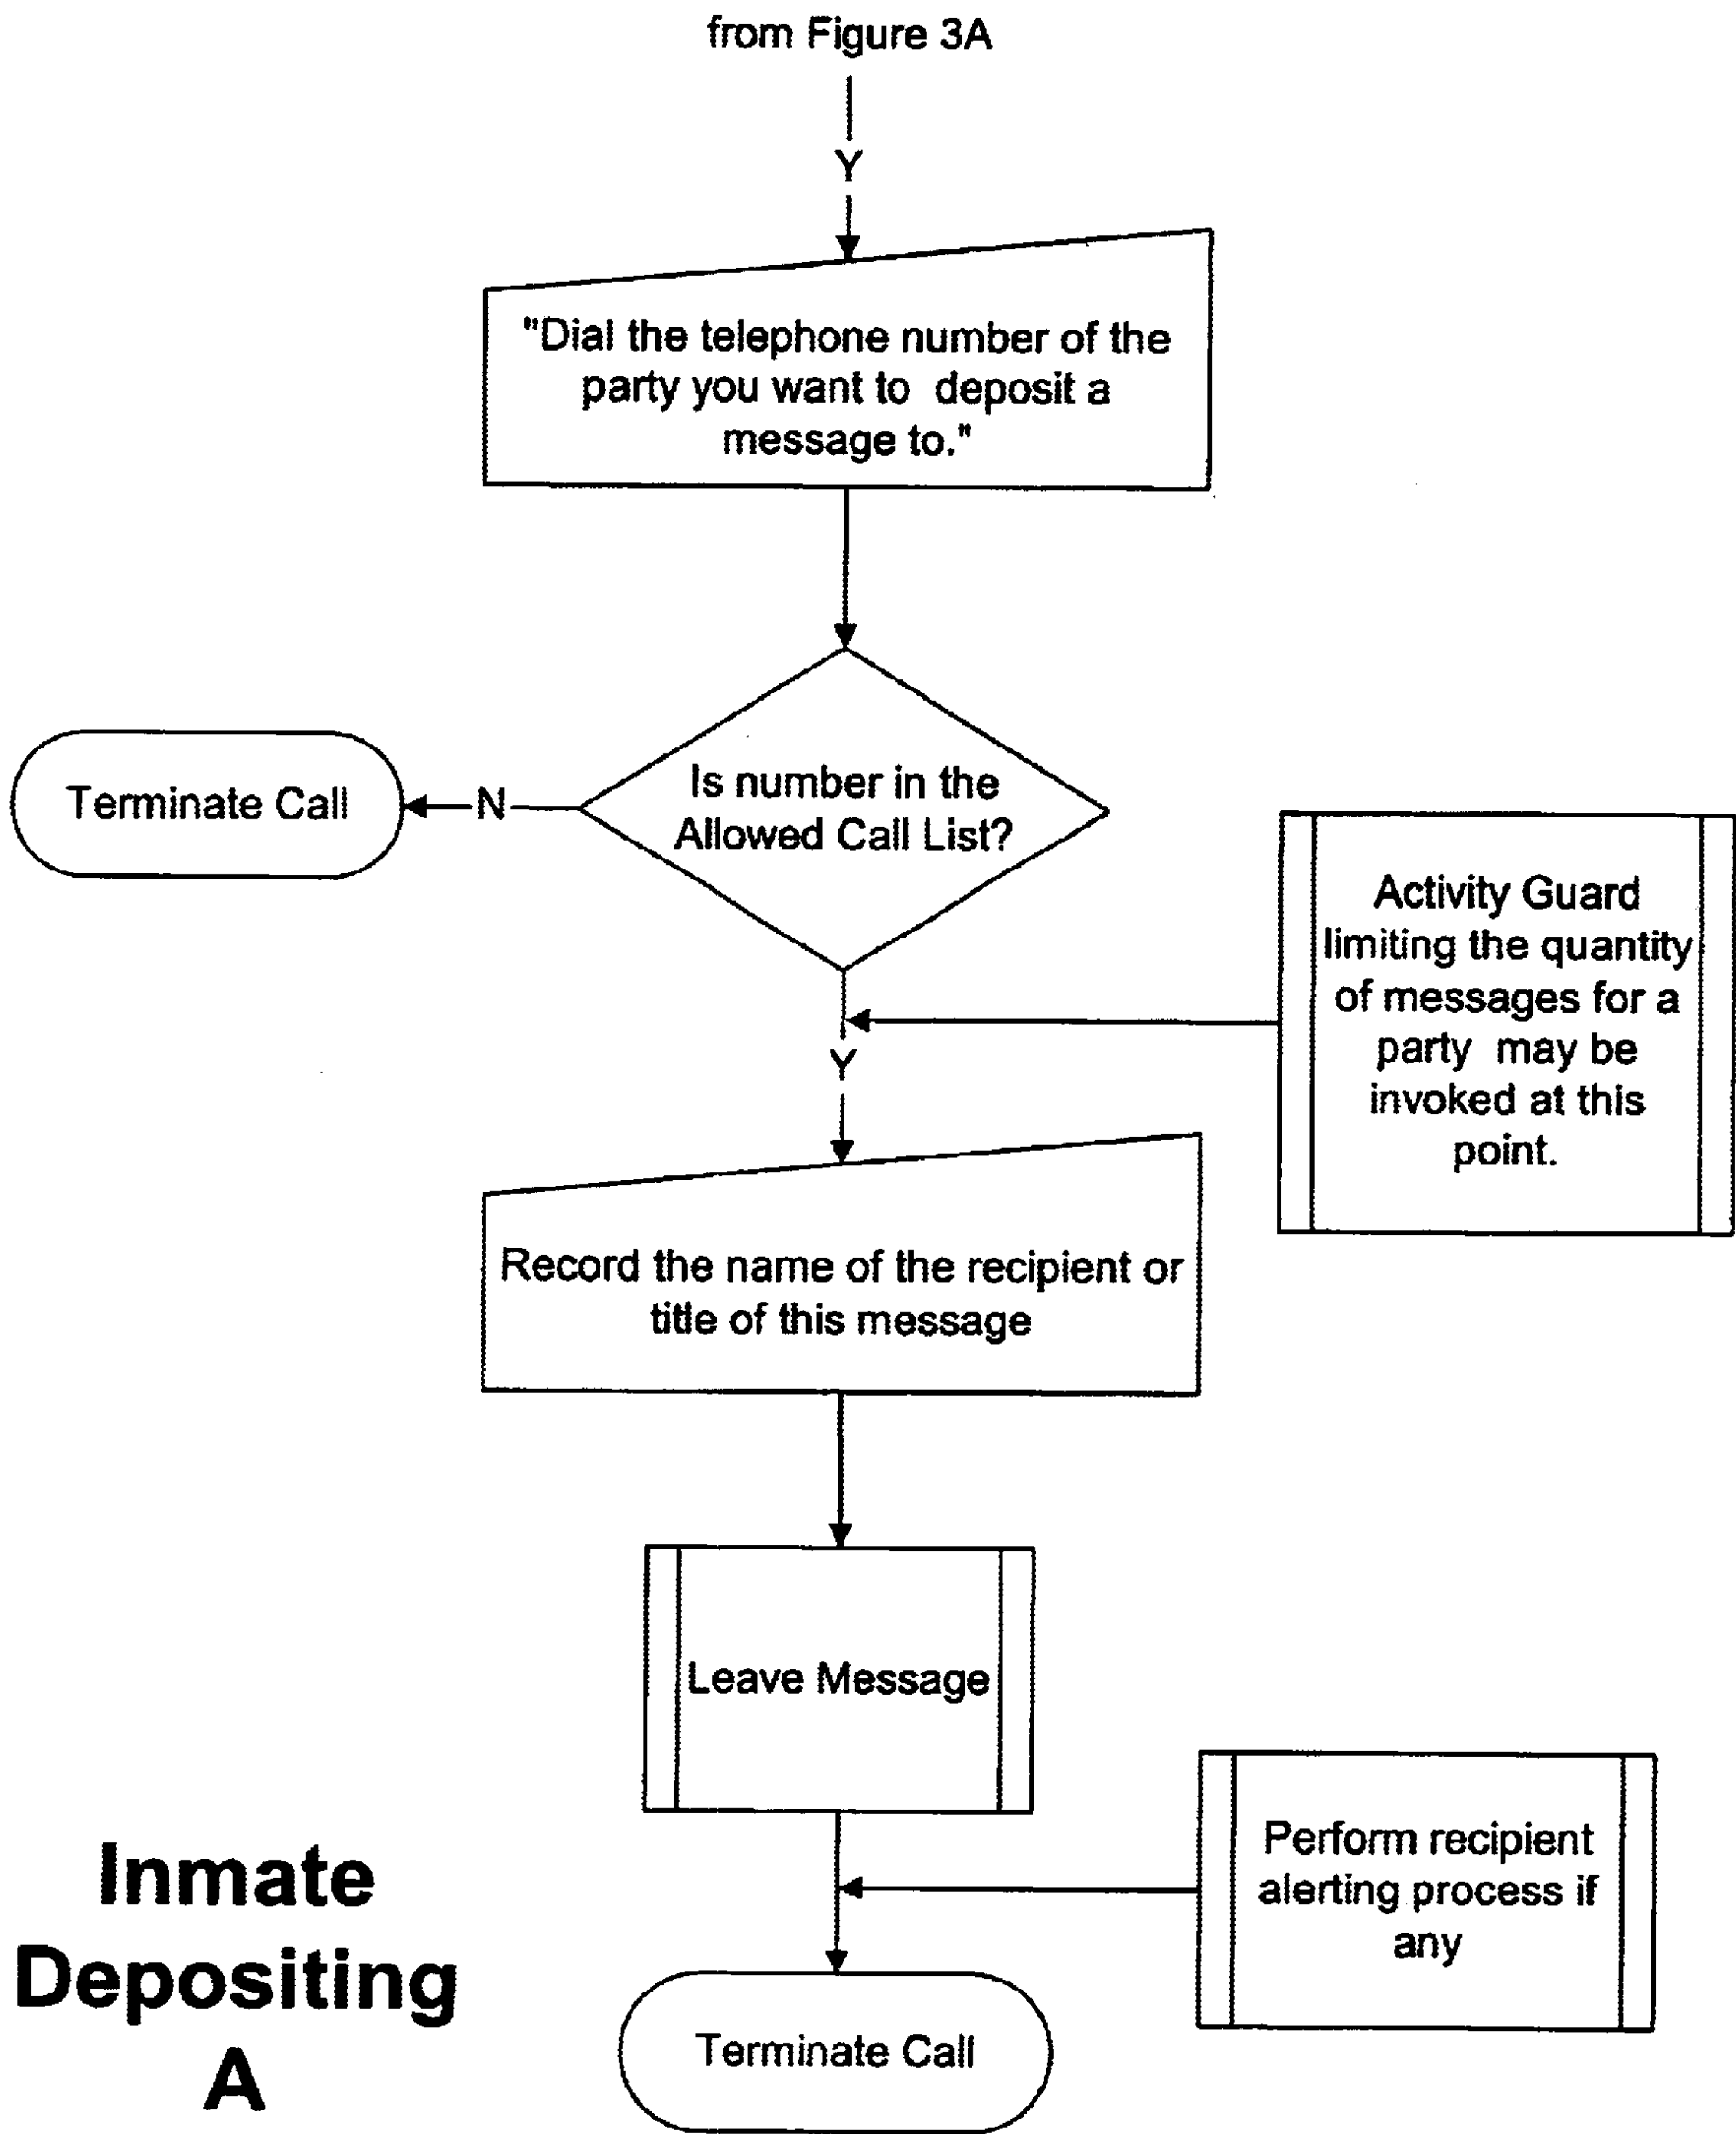 from Figure 3A
Y
"Dial the telephone number of the
party you want to deposit a
message to."
Is number in the
Allowed Call List?
N
Terminate Call
Activity Guard
limiting the quantity
of messages for a
party may be
invoked at this
point.
Y
Record the name of the recipient or
title of this message
Leave Message
Perform recipient
alerting process if
any
Terminate Call
Inmate
Depositing
A